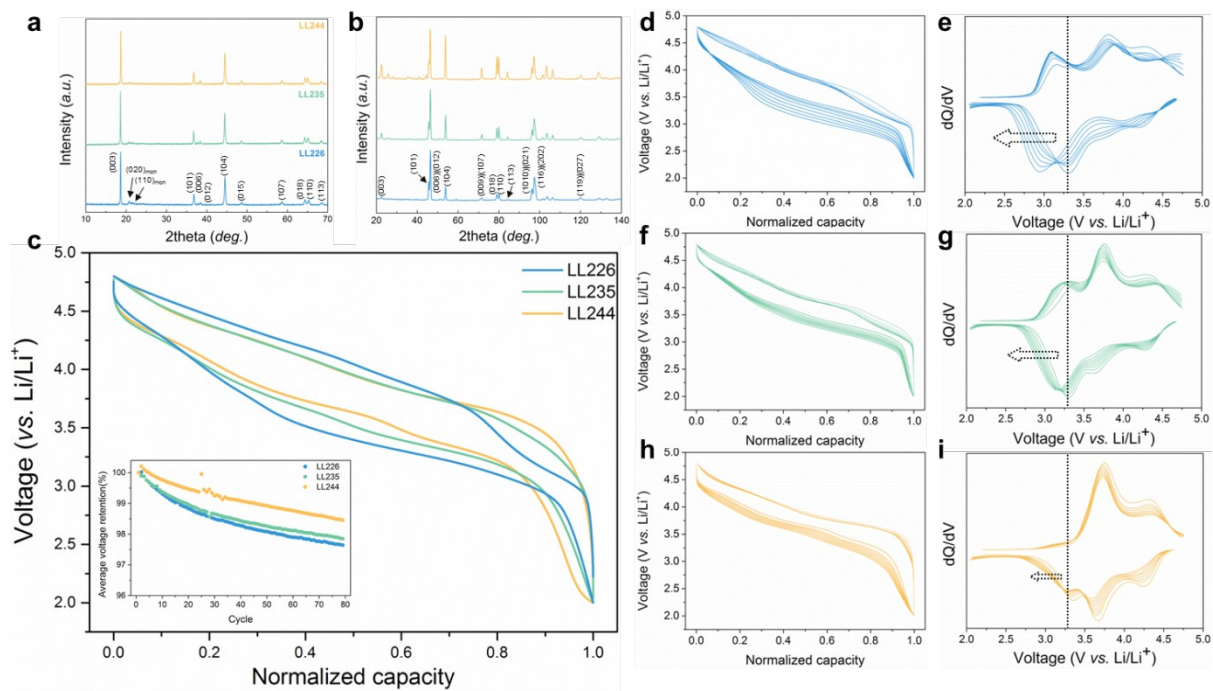 a
LL244
LL235
LL226
(003)
(020)mon
(110)mon
(101)
(006)
(012)
(104)
(015)
(107)
(018)
(110)
(113)
Intensity (a.u.)
10 20 30 40 50 60 70
2theta (deg.)
b
(003)
(101)
(006)|(012)
(104)
(009)|(107)
(018)
(110)
(113)
(1010)|(021)
(116)|(202)
(119)|(027)
Intensity (a.u.)
20 40 60 80 100 120 140
2theta (deg.)
c
Voltage (vs. Li/Li+)
5.0
4.5
4.0
3.5
3.0
2.5
2.0
LL226
LL235
LL244
Average voltage retention(%)
100
99
98
97
96
LL226
LL235
LL244
0 10 20 30 40 50 60 70 80
Cycle
0.0 0.2 0.4 0.6 0.8 1.0
Normalized capacity
d
Voltage (V vs. Li/Li+)
5.0
4.5
4.0
3.5
3.0
2.5
2.0
0.0 0.2 0.4 0.6 0.8 1.0
Normalized capacity
e
dQ/dV
2.0 2.5 3.0 3.5 4.0 4.5 5.0
Voltage (V vs. Li/Li+)
f
Voltage (V vs. Li/Li+)
5.0
4.5
4.0
3.5
3.0
2.5
2.0
0.0 0.2 0.4 0.6 0.8 1.0
Normalized capacity
g
dQ/dV
2.0 2.5 3.0 3.5 4.0 4.5 5.0
Voltage (V vs. Li/Li+)
h
Voltage (V vs. Li/Li+)
5.0
4.5
4.0
3.5
3.0
2.5
2.0
0.0 0.2 0.4 0.6 0.8 1.0
Normalized capacity
i
dQ/dV
2.0 2.5 3.0 3.5 4.0 4.5 5.0
Voltage (V vs. Li/Li+)